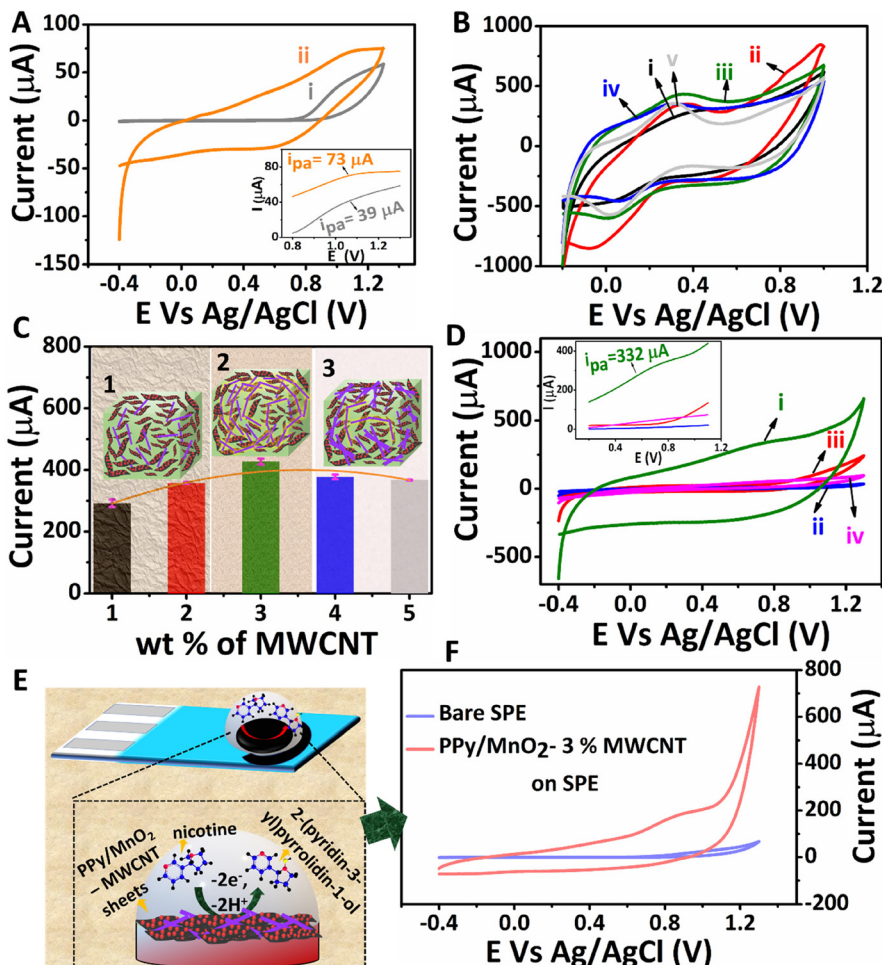 A
Current (µA)
100
50
0
-50
-100
-150
ii
i
I (µA)
80
40
0
ipa= 73 µA
ipa= 39 µA
0.8 1.0 1.2
E (V)
-0.4 0.0 0.4 0.8 1.2
E Vs Ag/AgCl (V)
B
Current (µA)
1000
500
0
-500
-1000
iv
i
v
iii
ii
0.0 0.4 0.8 1.2
E Vs Ag/AgCl (V)
C
Current (µA)
800
600
400
200
0
1
2
3
1 2 3 4 5
wt % of MWCNT
D
Current (µA)
1000
500
0
-500
I (µA)
400
200
0
ipa=332 µA
0.4 0.8
E (V)
i
iii
ii
iv
-0.4 0.0 0.4 0.8 1.2
E Vs Ag/AgCl (V)
E
PPy/MnO2
– MWCNT
sheets
nicotine
-2e-,
-2H+
2-(pyridin-3-
yl)pyrrolidin-1-ol
F
Bare SPE
PPy/MnO2- 3 % MWCNT
on SPE
800
600
400
200
0
-200
Current (µA)
-0.4 0.0 0.4 0.8 1.2
E Vs Ag/AgCl (V)